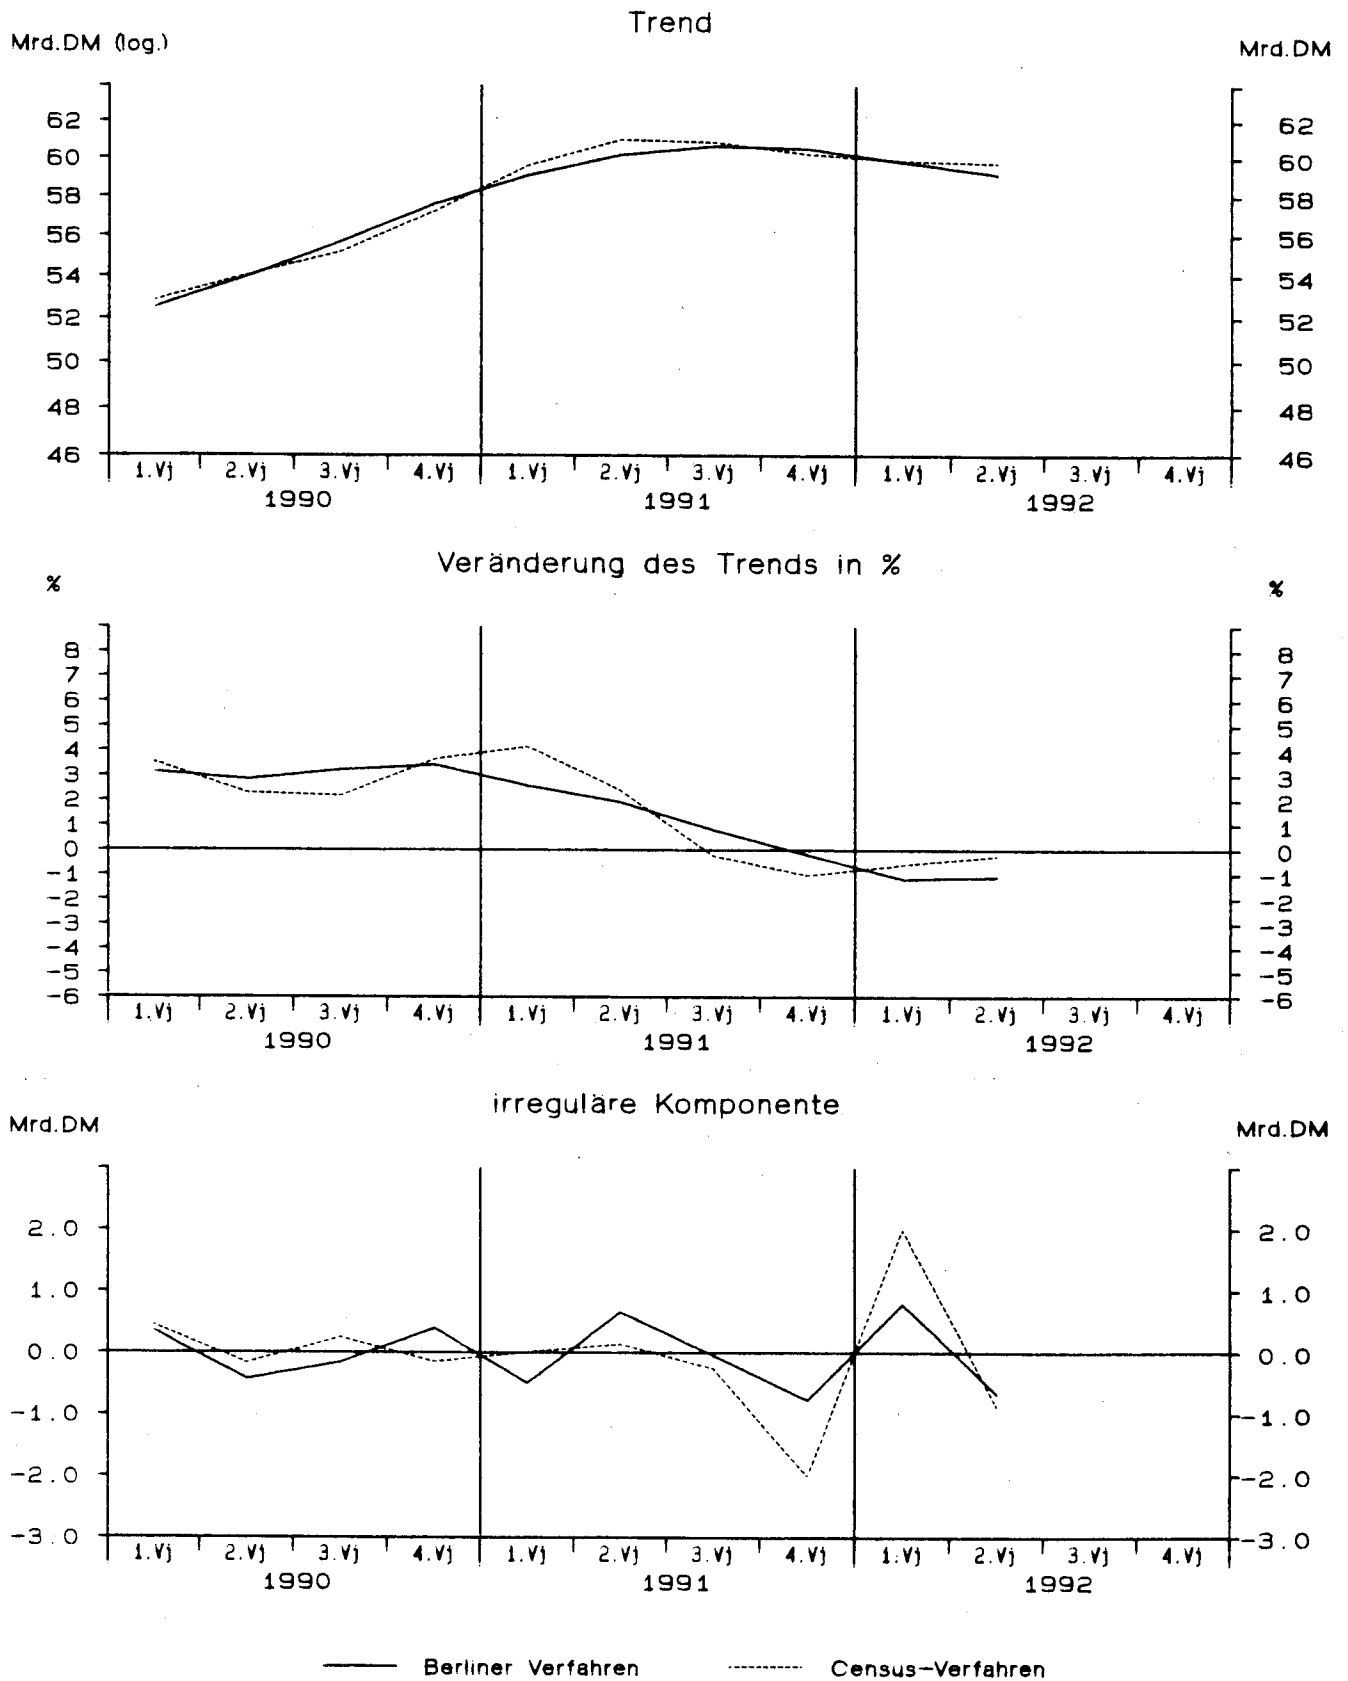 Trend
Mrd.DM (log.) Mrd.DM
62 62
60 60
58 58
56 56
54 54
52 52
50 50
48 48
46 46
1.Vj 2.Vj 3.Vj 4.Vj 1.Vj 2.Vj 3.Vj 4.Vj 1.Vj 2.Vj 3.Vj 4.Vj
1990 1991 1992
Veränderung des Trends in %
% %
8 8
7 7
6 6
5 5
4 4
3 3
2 2
1 1
0 0
-1 -1
-2 -2
-3 -3
-4 -4
-5 -5
-6 -6
1.Vj 2.Vj 3.Vj 4.Vj 1.Vj 2.Vj 3.Vj 4.Vj 1.Vj 2.Vj 3.Vj 4.Vj
1990 1991 1992
irreguläre Komponente
Mrd.DM Mrd.DM
2.0 2.0
1.0 1.0
0.0 0.0
-1.0 -1.0
-2.0 -2.0
-3.0 -3.0
1.Vj 2.Vj 3.Vj 4.Vj 1.Vj 2.Vj 3.Vj 4.Vj 1.Vj 2.Vj 3.Vj 4.Vj
1990 1991 1992
Berliner Verfahren Census-Verfahren